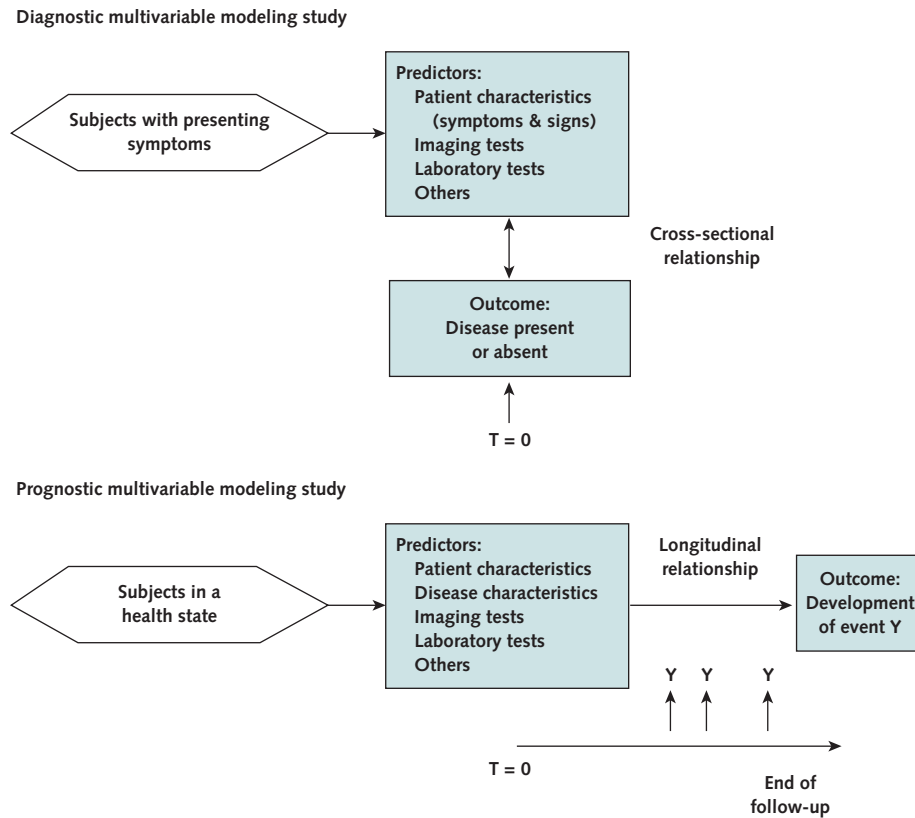 Diagnostic multivariable modeling study
Subjects with presenting
symptoms
Predictors:
Patient characteristics
(symptoms & signs)
Imaging tests
Laboratory tests
Others
Cross-sectional
relationship
Outcome:
Disease present
or absent
T = 0
Prognostic multivariable modeling study
Subjects in a
health state
Predictors:
Patient characteristics
Disease characteristics
Imaging tests
Laboratory tests
Others
Longitudinal
relationship
Outcome:
Development
of event Y
Y Y Y
T = 0
End of
follow-up